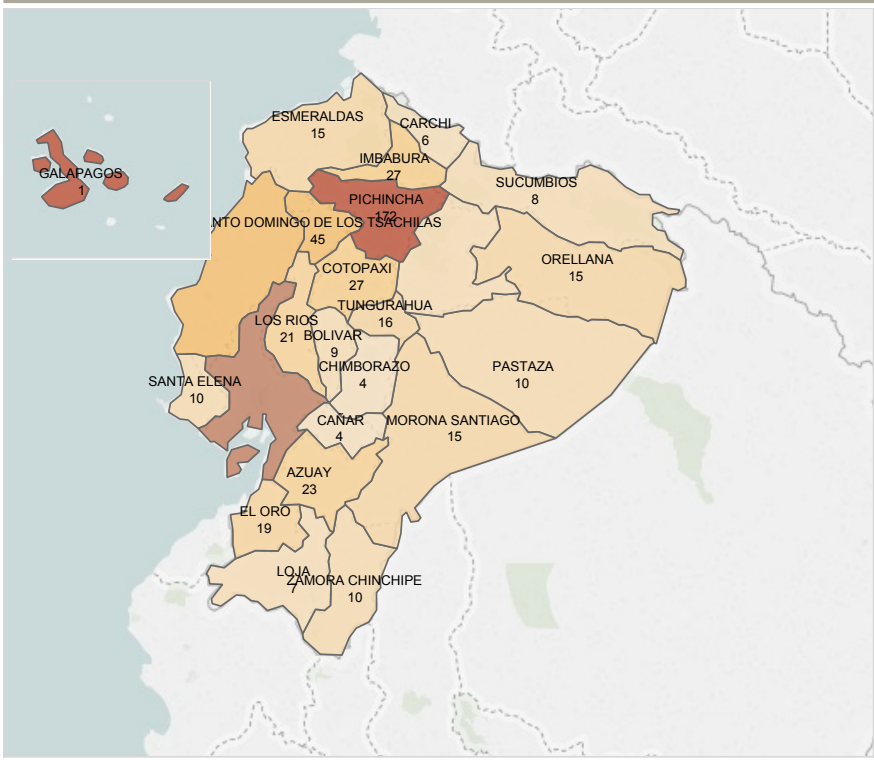 ESMERALDAS
15
CARCHI
6
IMBABURA
27
GALAPAGOS
1
SUCUMBIOS
8
PICHINCHA
172
NTO DOMINGO DE LOS TSACHILAS
45
ORELLANA
15
COTOPAXI
27
TUNGURAHUA
16
LOS RIOS
21
BOLIVAR
9
CHIMBORAZO
4
PASTAZA
10
SANTA ELENA
10
CAÑAR
4
MORONA SANTIAGO
15
AZUAY
23
EL ORO
19
LOJA
7
ZAMORA CHINCHIPE
10